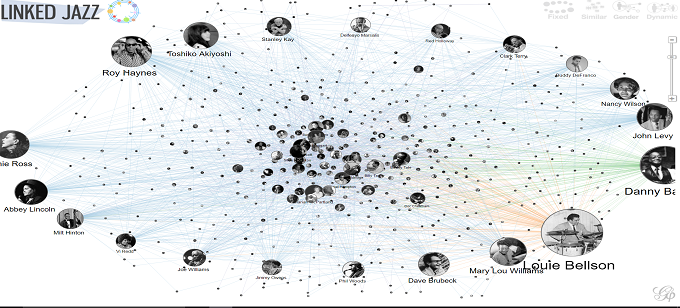 LINKED JAZZ
Fixed Similar Gender Dynamic
Stanley Kay
Delfeayo Marsalis
Red Holloway
Toshiko Akiyoshi
Clark Terry
Roy Haynes
Buddy DeFranco
Nancy Wilson
John Levy
nie Ross
Danny Ba
Abbey Lincoln
Milt Hinton
Vi Redd
Louie Bellson
Joe Williams
Mary Lou Williams
Jimmy Owens
Phil Woods
Dave Brubeck